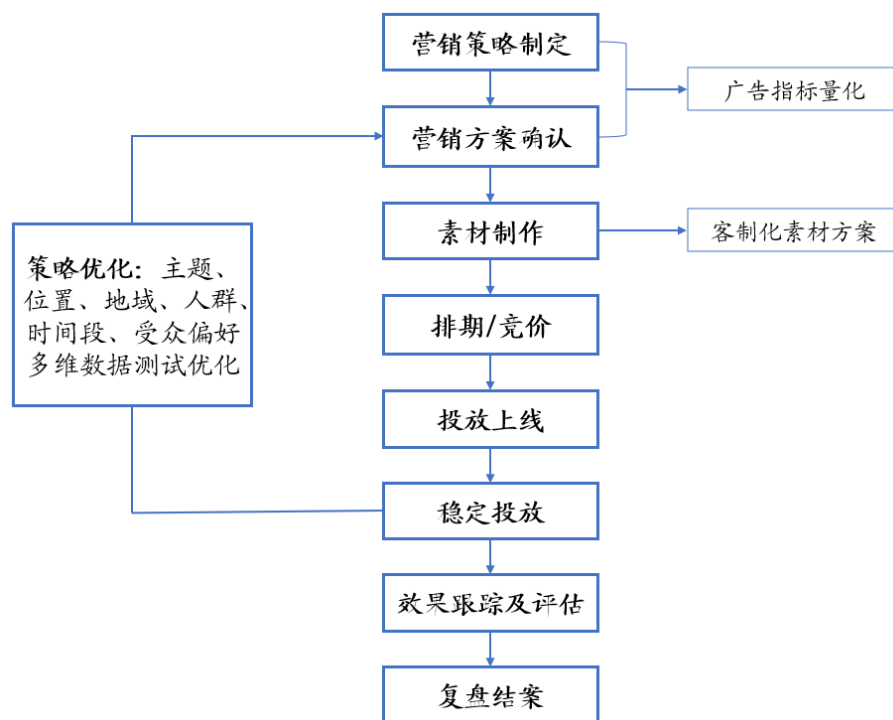 营销策略制定
广告指标量化
营销方案确认
素材制作
客制化素材方案
策略优化：主题、
位置、地域、人群、
时间段、受众偏好
多维数据测试优化
排期/竞价
投放上线
稳定投放
效果跟踪及评估
复盘结案